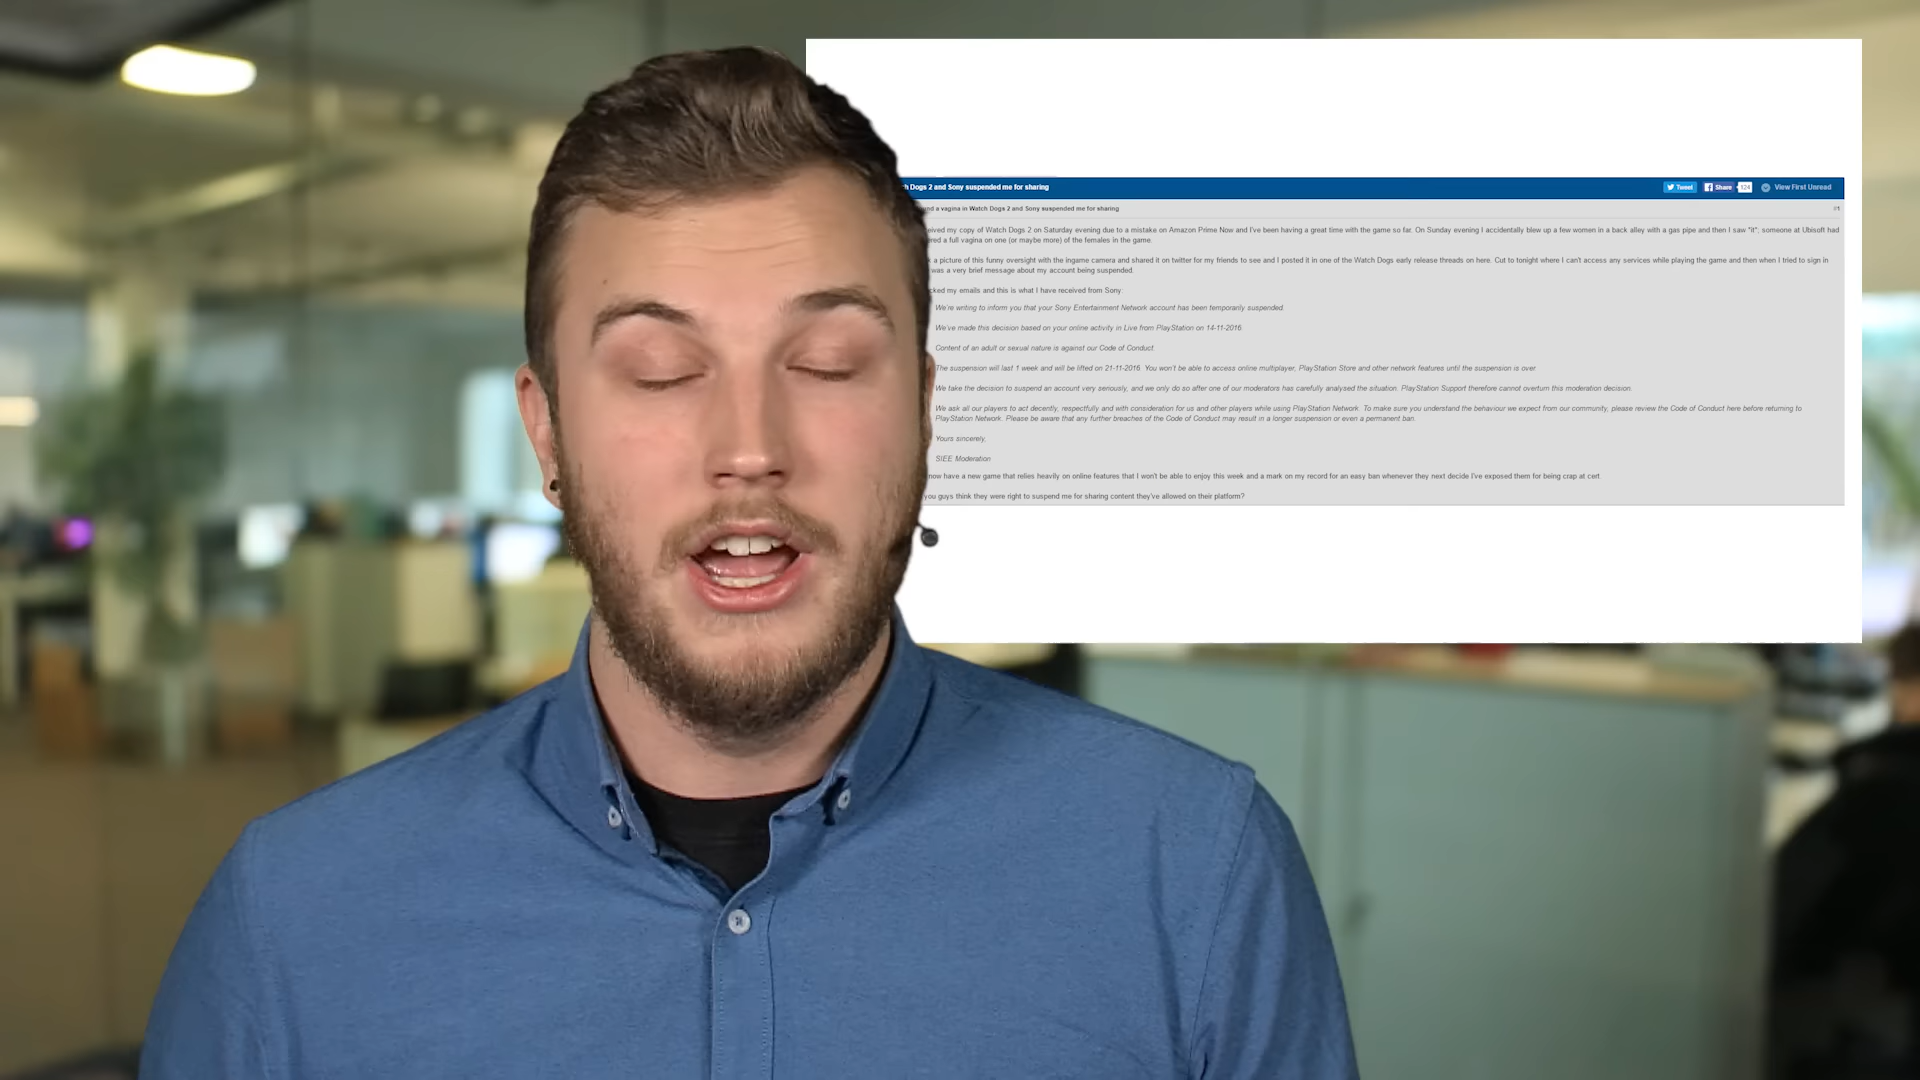 Dogs 2 and Sony suspended me for sharing
Tweet
Share
124
View First Unread
a vagina in Watch Dogs 2 and Sony suspended me for sharing
#1
my copy of Watch Dogs 2 on Saturday evening due to a mistake on Amazon Prime Now and I've been having a great time with the game so far. On Sunday evening I accidentally blew up a few women in a back alley with a gas pipe and then I saw "it"; someone at Ubisoft had
a full vagina on one (or maybe more) of the females in the game.
a picture of this funny oversight with the ingame camera and shared it on twitter for my friends to see and I posted it in one of the Watch Dogs early release threads on here. Cut to tonight where I can't access any services while playing the game and then when I tried to sign in
was a very brief message about my account being suspended.
my emails and this is what I have received from Sony:
We're writing to inform you that your Sony Entertainment Network account has been temporarily suspended.
We've made this decision based on your online activity in Live from PlayStation on 14-11-2016.
Content of an adult or sexual nature is against our Code of Conduct.
The suspension will last 1 week and will be lifted on 21-11-2016. You won't be able to access online multiplayer, PlayStation Store and other network features until the suspension is over.
We take the decision to suspend an account very seriously, and we only do so after one of our moderators has carefully analysed the situation. PlayStation Support therefore cannot overturn this moderation decision.
We ask all our players to act decently, respectfully and with consideration for us and other players while using PlayStation Network. To make sure you understand the behaviour we expect from our community, please review the Code of Conduct here before returning to
PlayStation Network. Please be aware that any further breaches of the Code of Conduct may result in a longer suspension or even a permanent ban.
Yours sincerely,
SIEE Moderation
now have a new game that relies heavily on online features that I won't be able to enjoy this week and a mark on my record for an easy ban whenever they next decide I've exposed them for being crap at cert.
you guys think they were right to suspend me for sharing content they've allowed on their platform?